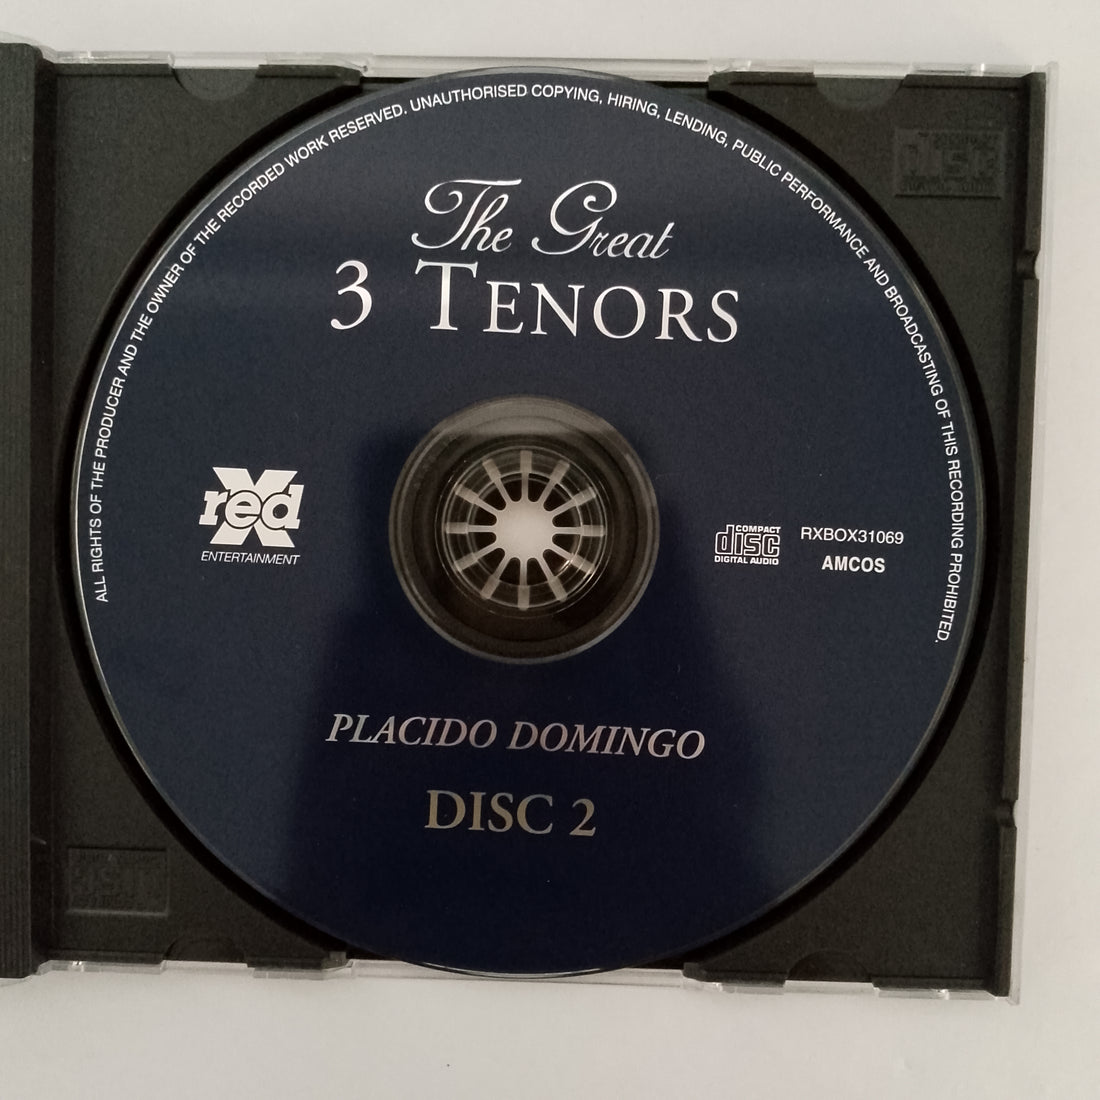 ALL RIGHTS OF THE PRODUCER AND THE OWNER OF THE RECORDED WORK RESERVED. UNAUTHORISED COPYING, HIRING, LENDING, PUBLIC PERFORMANCE AND BROADCASTING OF THIS RECORDING PROHIBITED.
The Great
3 TENORS
red X
ENTERTAINMENT
COMPACT
disc
DIGITAL AUDIO
RXBOX31069
AMCOS
PLACIDO DOMINGO
DISC 2